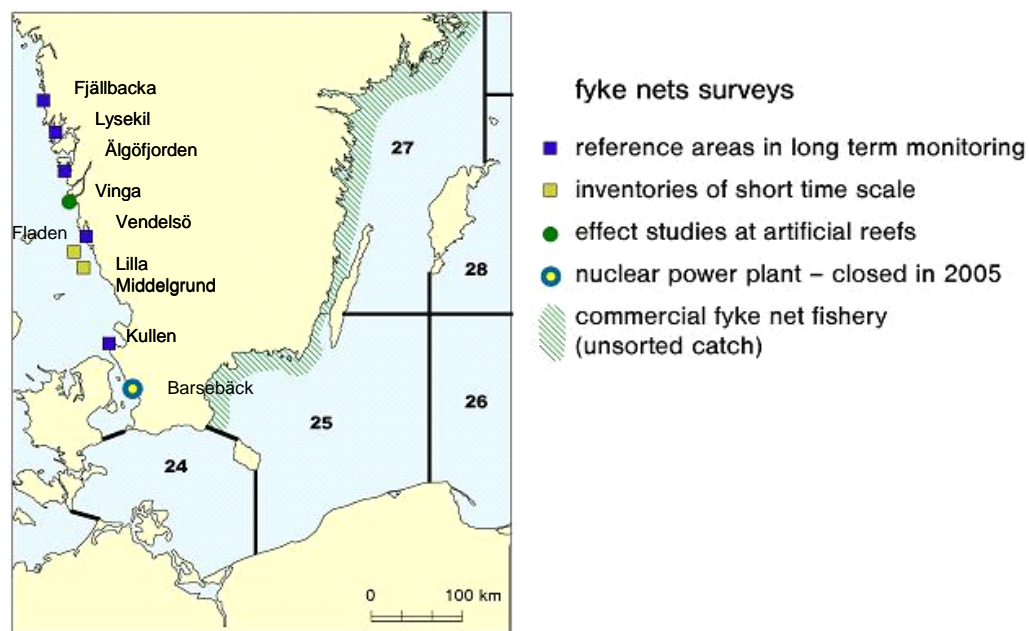 Fjällbacka
Lysekil
Älgöfjorden
Vinga
Vendelsö
Fladen
Lilla
Middelgrund
Kullen
Barsebäck
27
28
26
25
24
0 100 km
fyke nets surveys
reference areas in long term monitoring
inventories of short time scale
effect studies at artificial reefs
nuclear power plant – closed in 2005
commercial fyke net fishery
(unsorted catch)